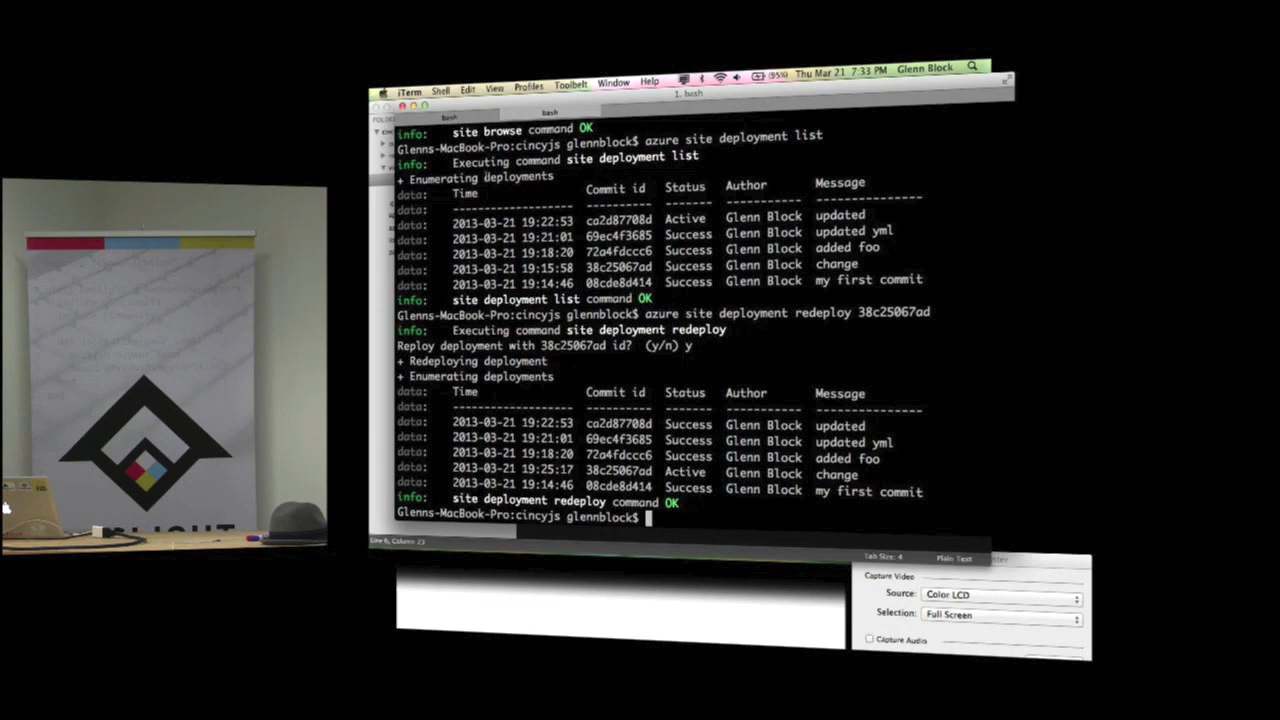 iTerm Shell Edit View Profiles Toolbelt Window Help (95%) Thu Mar 21 7:33 PM Glenn Block
1. bash
bash bash
info: site browse command OK
Glenns-MacBook-Pro:cincyjs glennblock$ azure site deployment list
info: Executing command site deployment list
+ Enumerating deployments
data: Time Commit id Status Author Message
data: -------------------- ----------- ------- ------------ ---------------
data: 2013-03-21 19:22:53 ca2d87708d Active Glenn Block updated
data: 2013-03-21 19:21:01 69ec4f3685 Success Glenn Block updated yml
data: 2013-03-21 19:18:20 72a4fdccc6 Success Glenn Block added foo
data: 2013-03-21 19:15:58 38c25067ad Success Glenn Block change
data: 2013-03-21 19:14:46 08cde8d414 Success Glenn Block my first commit
info: site deployment list command OK
Glenns-MacBook-Pro:cincyjs glennblock$ azure site deployment redeploy 38c25067ad
info: Executing command site deployment redeploy
Reploy deployment with 38c25067ad id? (y/n) y
+ Redeploying deployment
+ Enumerating deployments
data: Time Commit id Status Author Message
data: -------------------- ----------- ------- ------------ ---------------
data: 2013-03-21 19:22:53 ca2d87708d Success Glenn Block updated
data: 2013-03-21 19:21:01 69ec4f3685 Success Glenn Block updated yml
data: 2013-03-21 19:18:20 72a4fdccc6 Success Glenn Block added foo
data: 2013-03-21 19:25:17 38c25067ad Active Glenn Block change
data: 2013-03-21 19:14:46 08cde8d414 Success Glenn Block my first commit
info: site deployment redeploy command OK
Glenns-MacBook-Pro:cincyjs glennblock$
Line 6, Column 23
Tab Size: 4 Plain Text
Capture Video
Source: Color LCD
Selection: Full Screen
Capture Audio